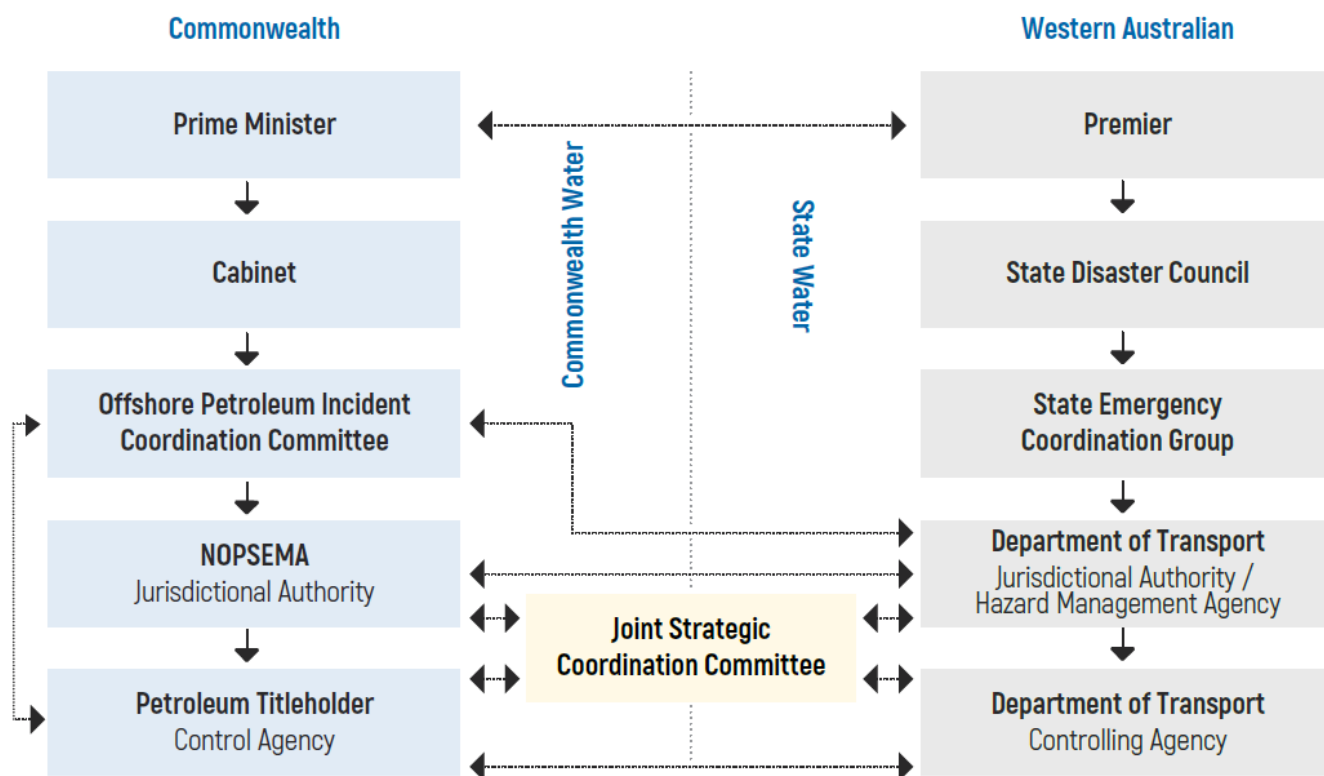 Commonwealth
Western Australian
Prime Minister
Premier
Commonwealth Water
State Water
Cabinet
State Disaster Council
Offshore Petroleum Incident
Coordination Committee
State Emergency
Coordination Group
NOPSEMA
Jurisdictional Authority
Department of Transport
Jurisdictional Authority /
Hazard Management Agency
Joint Strategic
Coordination Committee
Petroleum Titleholder
Control Agency
Department of Transport
Controlling Agency